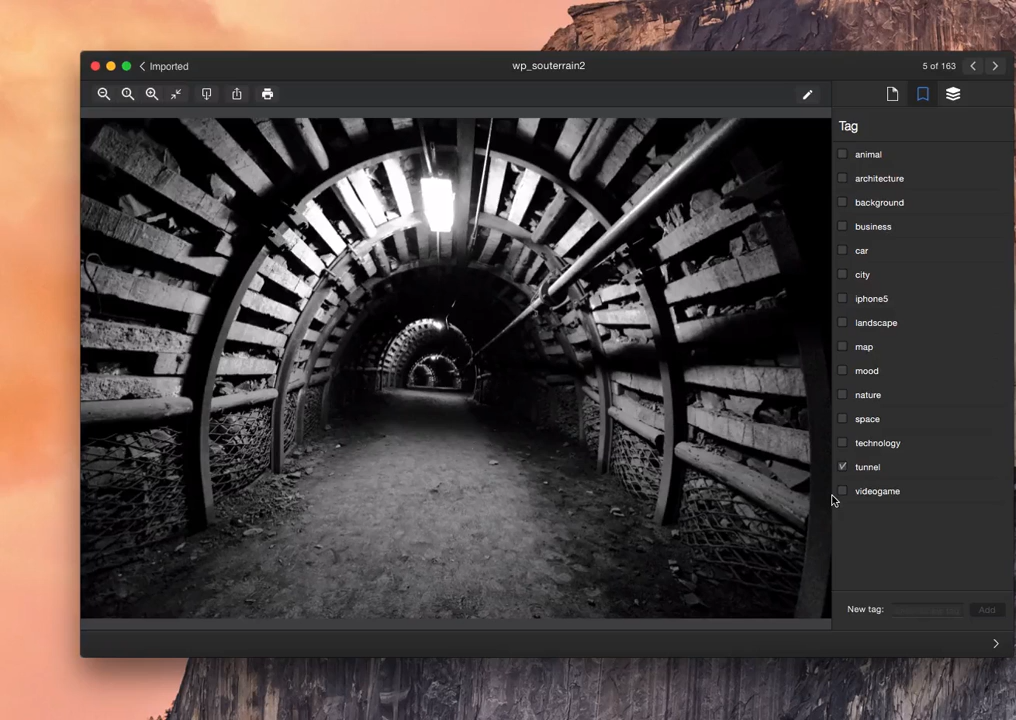 Imported
wp_souterrain2
5 of 163
Tag
animal
architecture
background
business
car
city
iphone5
landscape
map
mood
nature
space
technology
tunnel
videogame
New tag:
Add